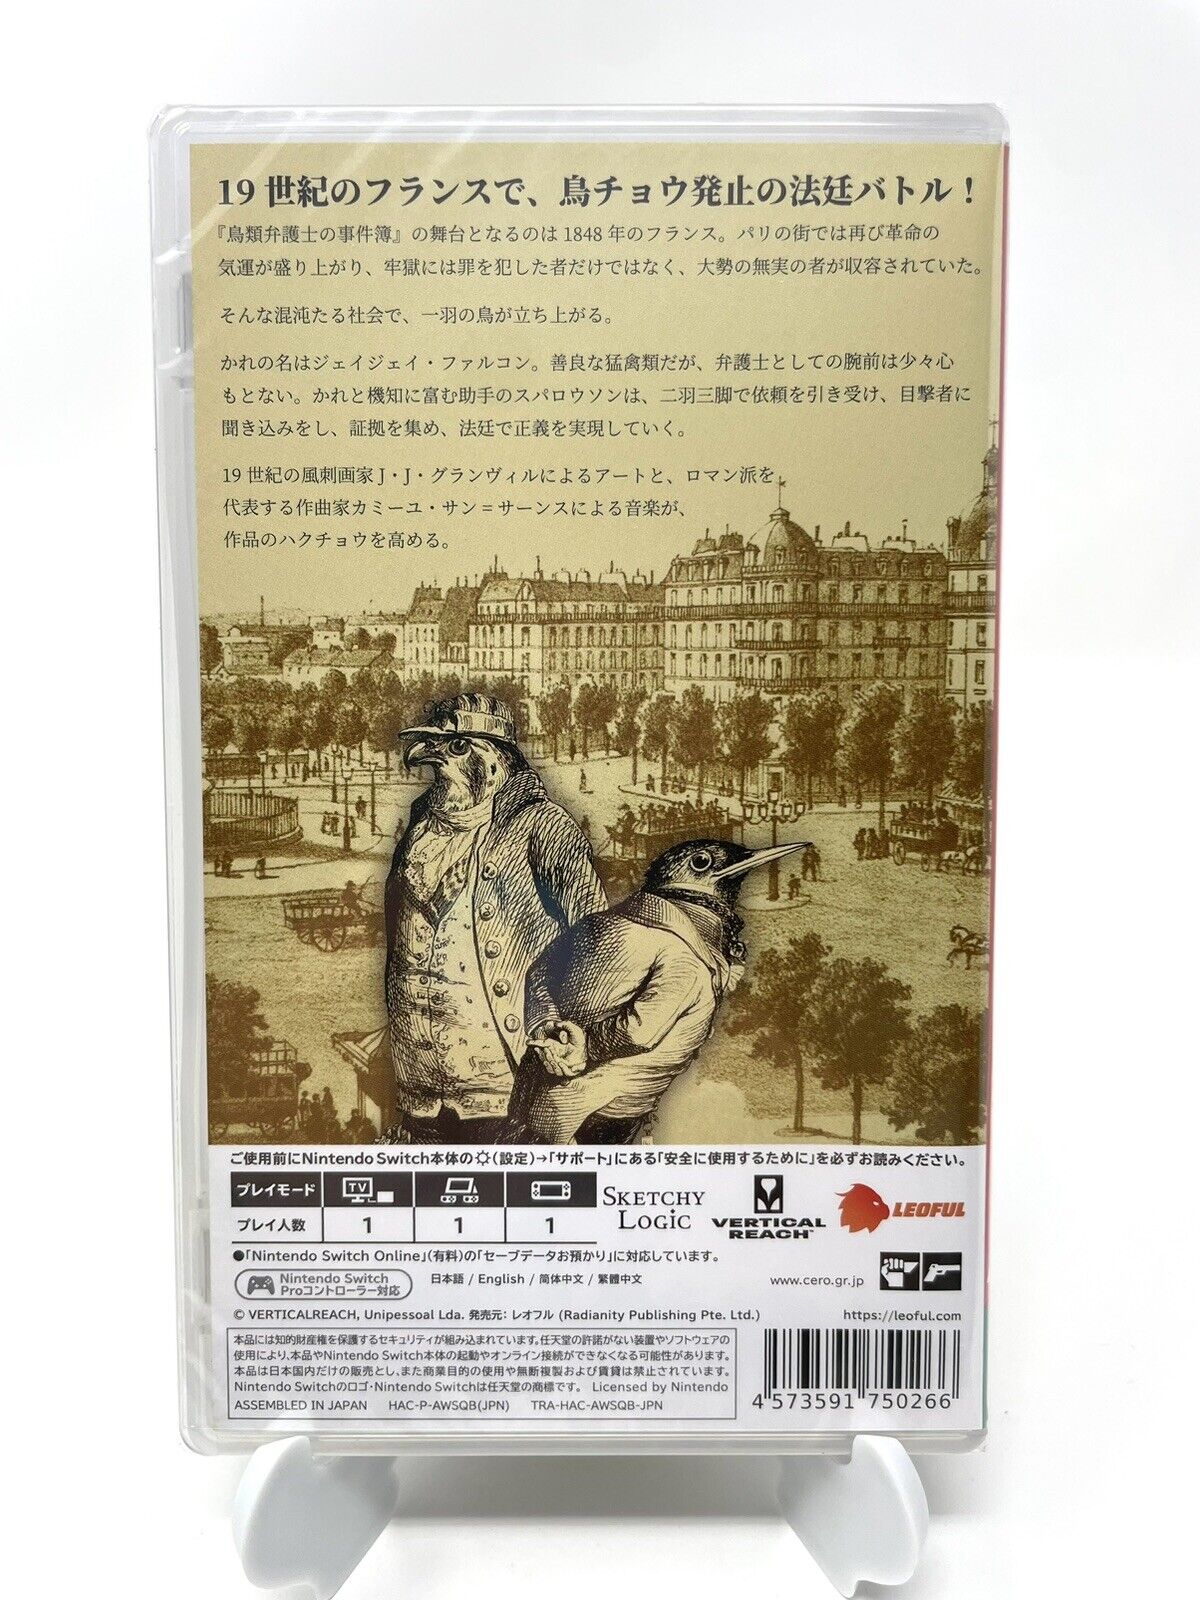 19 世紀のフランスで、鳥チョウ発止の法廷バトル！
『鳥類弁護士の事件簿』の舞台となるのは 1848 年のフランス。パリの街では再び革命の
気運が盛り上がり、牢獄には罪を犯した者だけではなく、大勢の無実の者が収容されていた。
そんな混沌たる社会で、一羽の鳥が立ち上がる。
かれの名はジェイジェイ・ファルコン。善良な猛禽類だが、弁護士としての腕前は少々心
もとない。かれと機知に富む助手のスパロウソンは、二羽三脚で依頼を引き受け、目撃者に
聞き込みをし、証拠を集め、法廷で正義を実現していく。
19 世紀の風刺画家 J・J・グランヴィルによるアートと、ロマン派を
代表する作曲家カミーユ・サン＝サーンスによる音楽が、
作品のハクチョウを高める。
ご使用前にNintendo Switch本体の(設定)→「サポート」にある「安全に使用するために」を必ずお読みください。
プレイモード TV
プレイ人数 1 1 1
SKETCHY
LOGIC
VERTICAL
REACH™
LEOFUL
●「Nintendo Switch Online」(有料)の「セーブデータお預かり」に対応しています。
Nintendo Switch
Proコントローラー対応
日本語 / English / 简体中文 / 繁體中文
www.cero.gr.jp
© VERTICALREACH, Unipessoal Lda. 発売元: レオフル (Radianity Publishing Pte. Ltd.)
https://leoful.com
本品には知的財産権を保護するセキュリティが組み込まれています。任天堂の許諾がない装置やソフトウェアの
使用により、本品やNintendo Switch本体の起動やオンライン接続ができなくなる可能性があります。
本品は日本国内だけの販売とし、また商業目的の使用や無断複製および賃貸は禁止されています。
Nintendo Switchのロゴ・Nintendo Switchは任天堂の商標です。 Licensed by Nintendo
ASSEMBLED IN JAPAN HAC-P-AWSQB(JPN) TRA-HAC-AWSQB-JPN
4 573591 750266